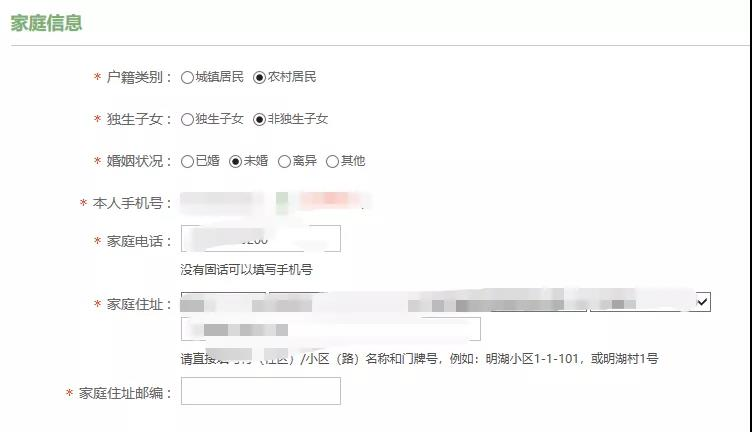 家庭信息
* 户籍类别： 城镇居民 农村居民
* 独生子女： 独生子女 非独生子女
* 婚姻状况： 已婚 未婚 离异 其他
* 本人手机号：
* 家庭电话：
没有固话可以填写手机号
* 家庭住址：
请直接 （社区）/小区（路）名称和门牌号，例如：明湖小区1-1-101，或明湖村1号
* 家庭住址邮编：